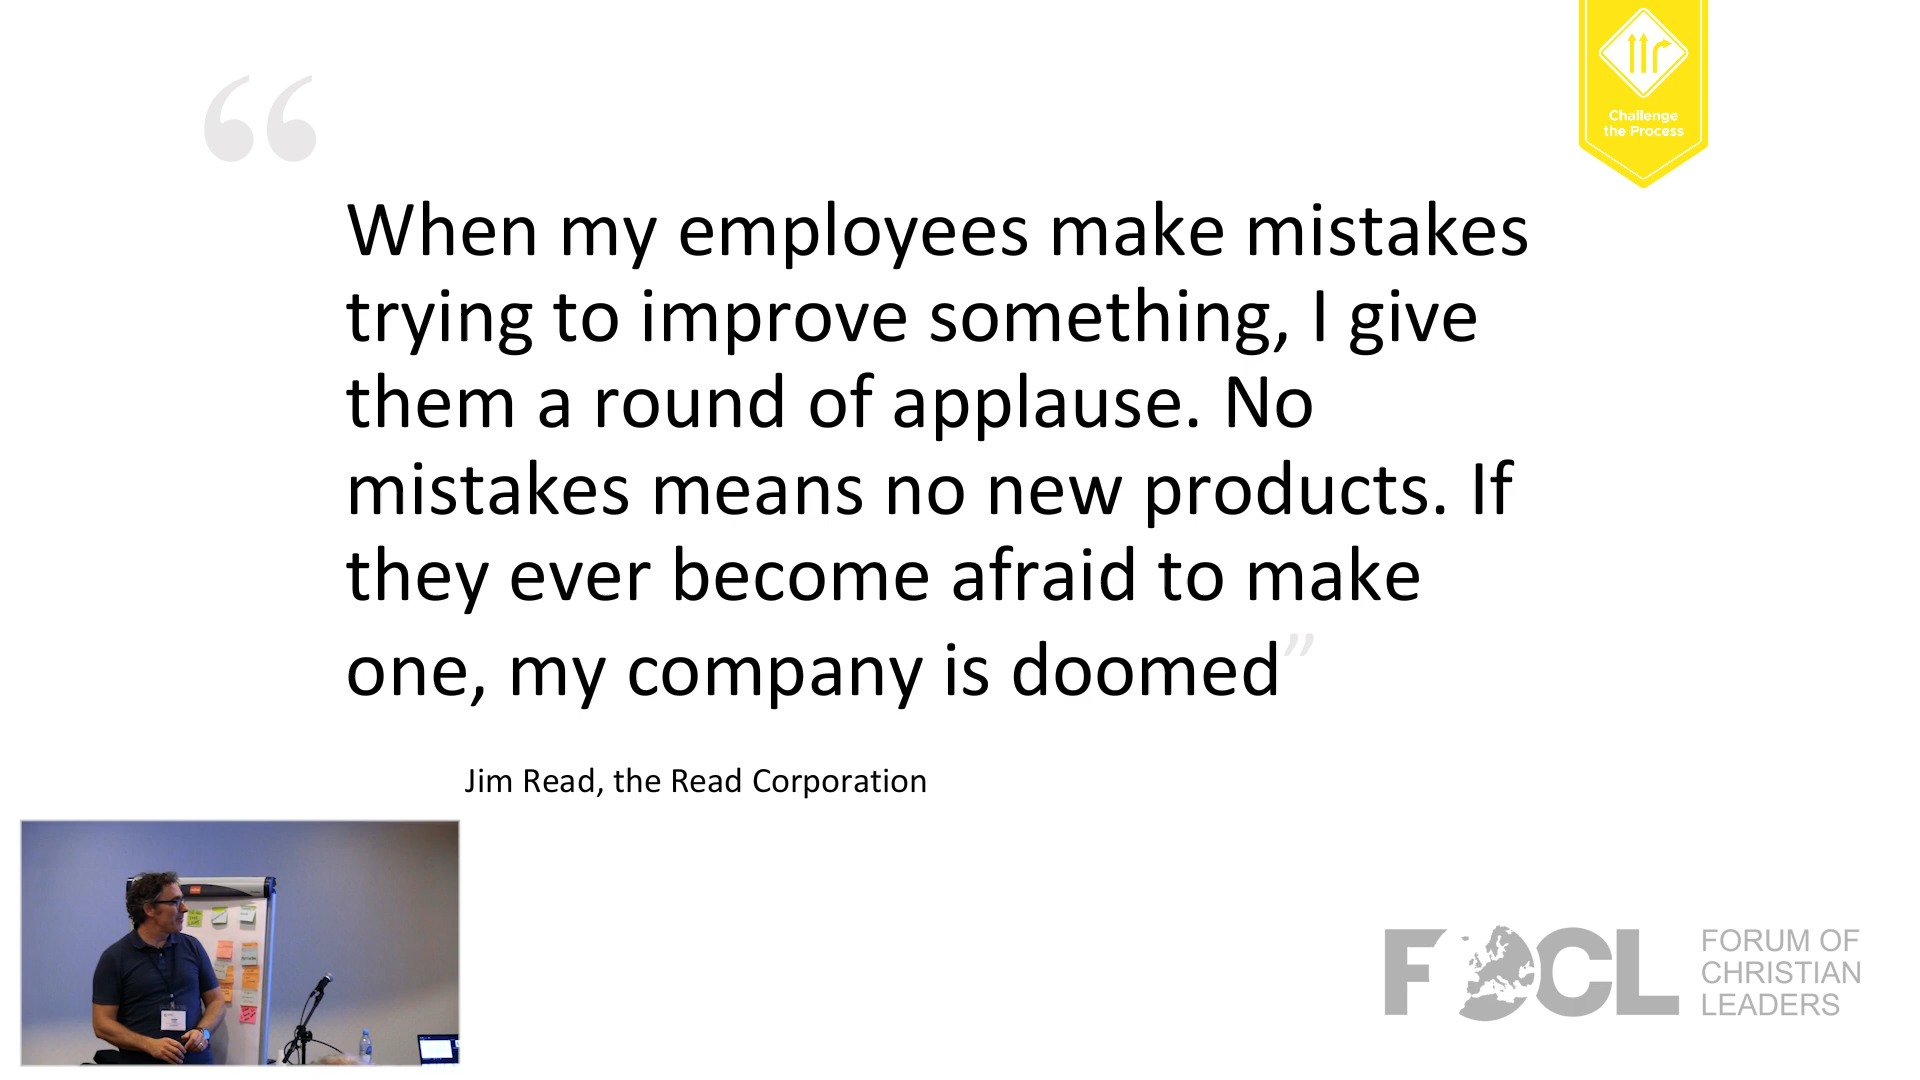 “
Challenge
the Process
When my employees make mistakes
trying to improve something, I give
them a round of applause. No
mistakes means no new products. If
they ever become afraid to make
one, my company is doomed”
Jim Read, the Read Corporation
FOCL
FORUM OF
CHRISTIAN
LEADERS